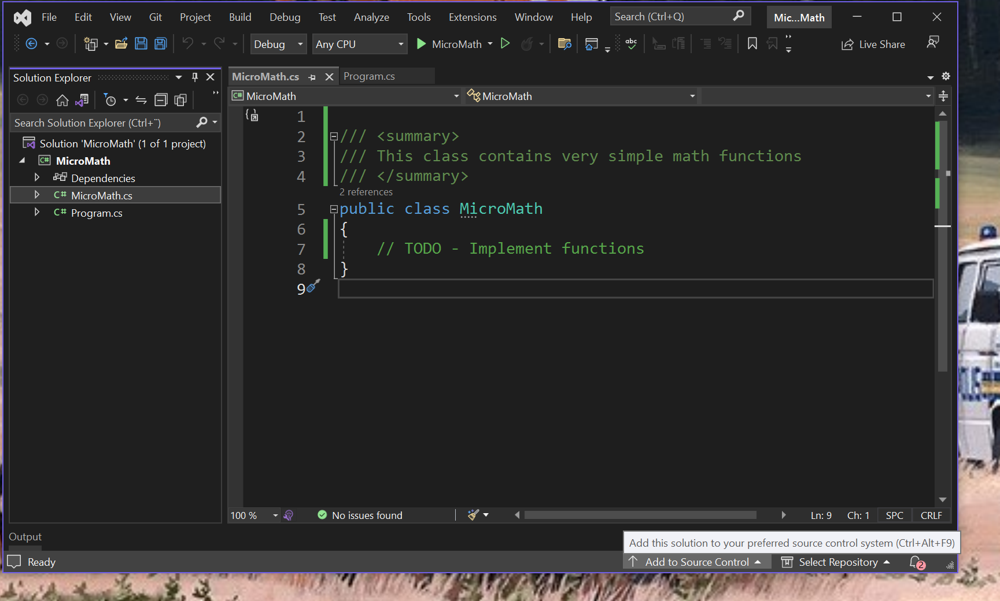 File Edit View Git Project Build Debug Test Analyze Tools Extensions Window Help Search (Ctrl+Q) Mic...Math
Debug Any CPU MicroMath abc Live Share
Solution Explorer
Search Solution Explorer (Ctrl+¨)
Solution 'MicroMath' (1 of 1 project)
C# MicroMath
Dependencies
C# MicroMath.cs
C# Program.cs
MicroMath.cs Program.cs
C# MicroMath MicroMath
1
2 /// <summary>
3 /// This class contains very simple math functions
4 /// </summary>
2 references
5 public class MicroMath
6 {
7 // TODO - Implement functions
8 }
9
100 % No issues found Ln: 9 Ch: 1 SPC CRLF
Output
Add this solution to your preferred source control system (Ctrl+Alt+F9)
Ready Add to Source Control Select Repository 2